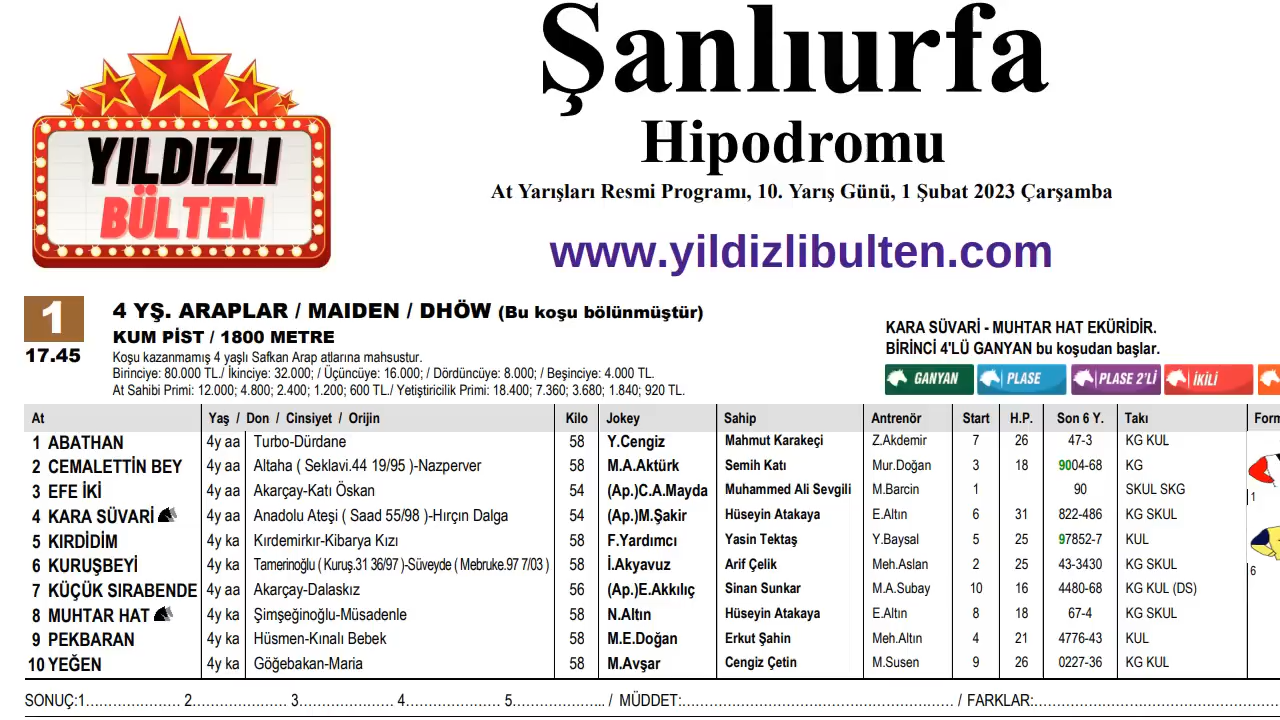 YILDIZLI
BÜLTEN
Şanlıurfa
Hipodromu
At Yarışları Resmi Programı, 10. Yarış Günü, 1 Şubat 2023 Çarşamba
www.yildizlibulten.com
1
17.45
4 YŞ. ARAPLAR / MAIDEN / DHÖW (Bu koşu bölünmüştür)
KUM PİST / 1800 METRE
Koşu kazanmamış 4 yaşlı Safkan Arap atlarına mahsustur.
Birinciye: 80.000 TL./ İkinciye: 32.000; / Üçüncüye: 16.000; / Dördüncüye: 8.000; / Beşinciye: 4.000 TL.
At Sahibi Primi: 12.000; 4.800; 2.400; 1.200; 600 TL./ Yetiştiricilik Primi: 18.400; 7.360; 3.680; 1.840; 920 TL.
KARA SÜVARİ - MUHTAR HAT EKÜRİDİR.
BİRİNCİ 4'LÜ GANYAN bu koşudan başlar.
GANYAN PLASE PLASE 2'Lİ İKİLİ
At Yaş / Don / Cinsiyet / Orijin Kilo Jokey Sahip Antrenör Start H.P. Son 6 Y. Takı Form
1 ABATHAN 4y aa Turbo-Dürdane 58 Y.Cengiz Mahmut Karakeçi Z.Akdemir 7 26 47-3 KG KUL
2 CEMALETTİN BEY 4y aa Altaha ( Seklavi.44 19/95 )-Nazperver 58 M.A.Aktürk Semih Katı Mur.Doğan 3 18 9004-68 KG
3 EFE İKİ 4y aa Akarçay-Katı Öskan 54 (Ap.)C.A.Mayda Muhammed Ali Sevgili M.Barcin 1 90 SKUL SKG
4 KARA SÜVARİ 4y aa Anadolu Ateşi ( Saad 55/98 )-Hırçın Dalga 54 (Ap.)M.Şakir Hüseyin Atakaya E.Altın 6 31 822-486 KG SKUL
5 KIRDİDİM 4y ka Kırdemirkır-Kibarya Kızı 58 F.Yardımcı Yasin Tektaş Y.Baysal 5 25 97852-7 KUL
6 KURUŞBEYİ 4y ka Tamerinoğlu ( Kuruş.31 36/97 )-Süveyde ( Mebruke.97 7/03 ) 58 İ.Akyavuz Arif Çelik Meh.Aslan 2 25 43-3430 KG SKUL
7 KÜÇÜK SIRABENDE 4y aa Akarçay-Dalaskız 56 (Ap.)E.Akkılıç Sinan Sunkar M.A.Subay 10 16 4480-68 KG KUL (DS)
8 MUHTAR HAT 4y ka Şimşeğinoğlu-Müsadenle 58 N.Altın Hüseyin Atakaya E.Altın 8 18 67-4 KG SKUL
9 PEKBARAN 4y ka Hüsmen-Kınalı Bebek 58 M.E.Doğan Erkut Şahin Meh.Altın 4 21 4776-43 KUL
10 YEĞEN 4y ka Göğebakan-Maria 58 M.Avşar Cengiz Çetin M.Susen 9 26 0227-36 KG KUL
1
6
SONUÇ:1..................... 2..................... 3....................... 4..................... 5..................... / MÜDDET:............................................................ / FARKLAR:......................................................